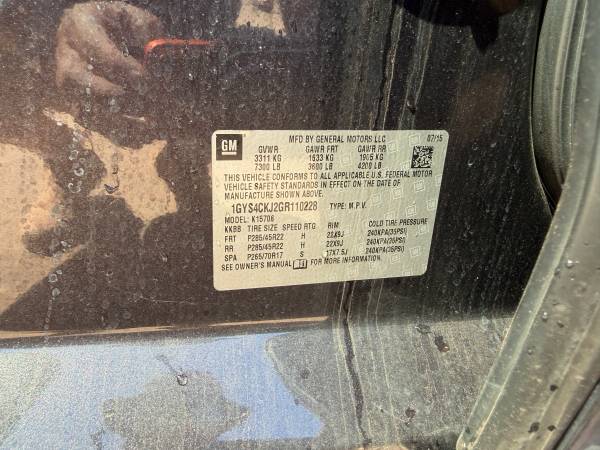 GM
MFD BY GENERAL MOTORS LLC 07/15
GVWR GAWR FRT GAWR RR
3311 KG 1633 KG 1905 KG
7300 LB 3600 LB 4200 LB
THIS VEHICLE CONFORMS TO ALL APPLICABLE U.S. FEDERAL MOTOR
VEHICLE SAFETY STANDARDS IN EFFECT ON THE DATE OF
MANUFACTURE SHOWN ABOVE.
1GYS4CKJ2GR110228 TYPE: M.P.V.
MODEL: K15706
KKBB TIRE SIZE SPEED RTG RIM COLD TIRE PRESSURE
FRT P285/45R22 H 22X9J 240KPA(35PSI)
RR P285/45R22 H 22X9J 240KPA(35PSI)
SPA P265/70R17 S 17X7.5J 240KPA(35PSI)
SEE OWNER'S MANUAL FOR MORE INFORMATION.